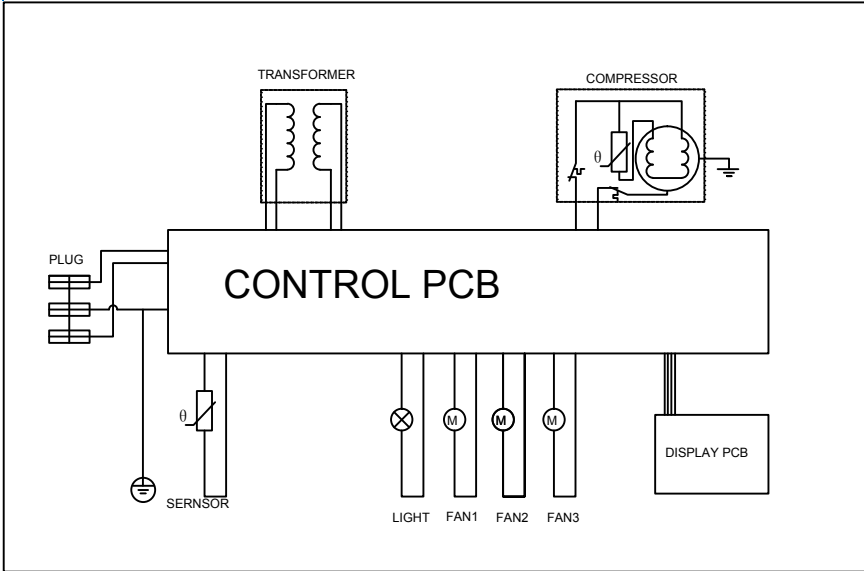 TRANSFORMER
COMPRESSOR
θ
PLUG
CONTROL PCB
θ
M
M
M
DISPLAY PCB
SERNSOR
LIGHT
FAN1
FAN2
FAN3